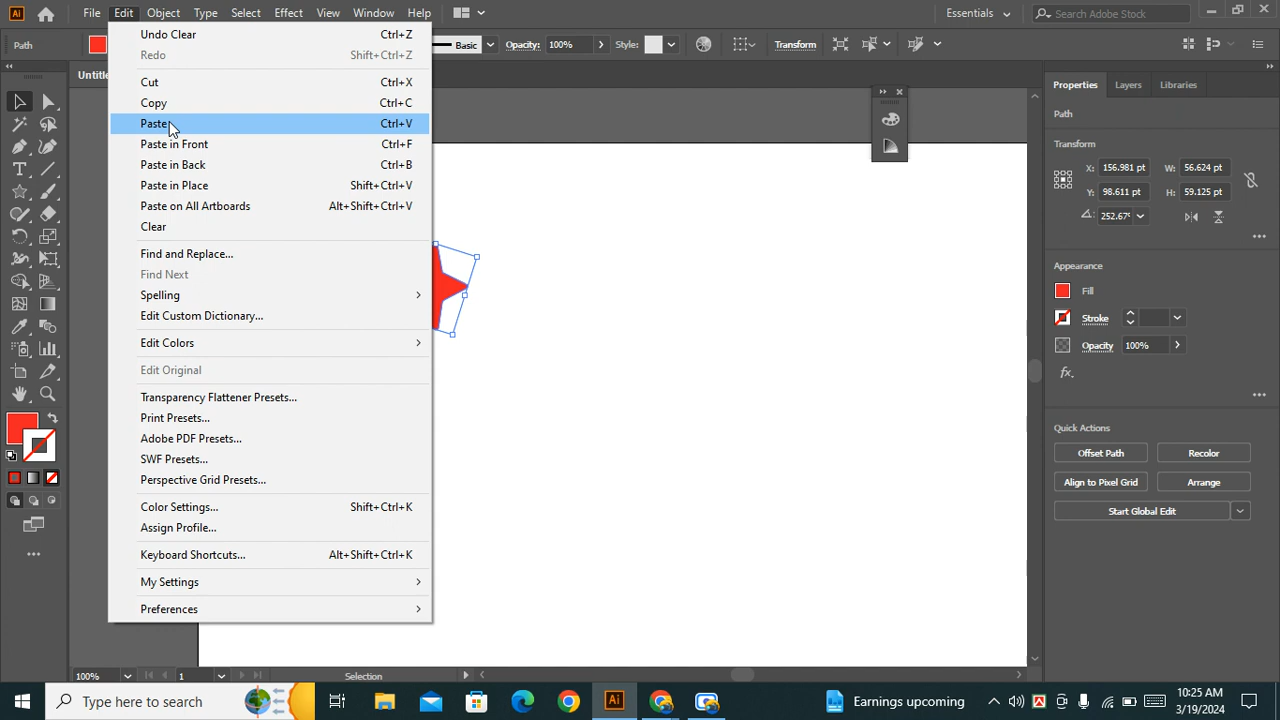 Ai File Edit Object Type Select Effect View Window Help Essentials Search Adobe Stock
Path Basic Opacity: 100% Style: Transform
Undo Clear Ctrl+Z
Redo Shift+Ctrl+Z
Cut Ctrl+X
Copy Ctrl+C
Paste Ctrl+V
Paste in Front Ctrl+F
Paste in Back Ctrl+B
Paste in Place Shift+Ctrl+V
Paste on All Artboards Alt+Shift+Ctrl+V
Clear
Find and Replace...
Find Next
Spelling
Edit Custom Dictionary...
Edit Colors
Edit Original
Transparency Flattener Presets...
Print Presets...
Adobe PDF Presets...
SWF Presets...
Perspective Grid Presets...
Color Settings... Shift+Ctrl+K
Assign Profile...
Keyboard Shortcuts... Alt+Shift+Ctrl+K
My Settings
Preferences
Properties Layers Libraries
Path
Transform
X: 156.981 pt W: 56.624 pt
Y: 98.611 pt H: 59.125 pt
252.67°
Appearance
Fill
Stroke
Opacity 100%
fx.
Quick Actions
Offset Path Recolor
Align to Pixel Grid Arrange
Start Global Edit
100% 1 Selection
Type here to search Ai Earnings upcoming
10:25 AM
3/19/2024